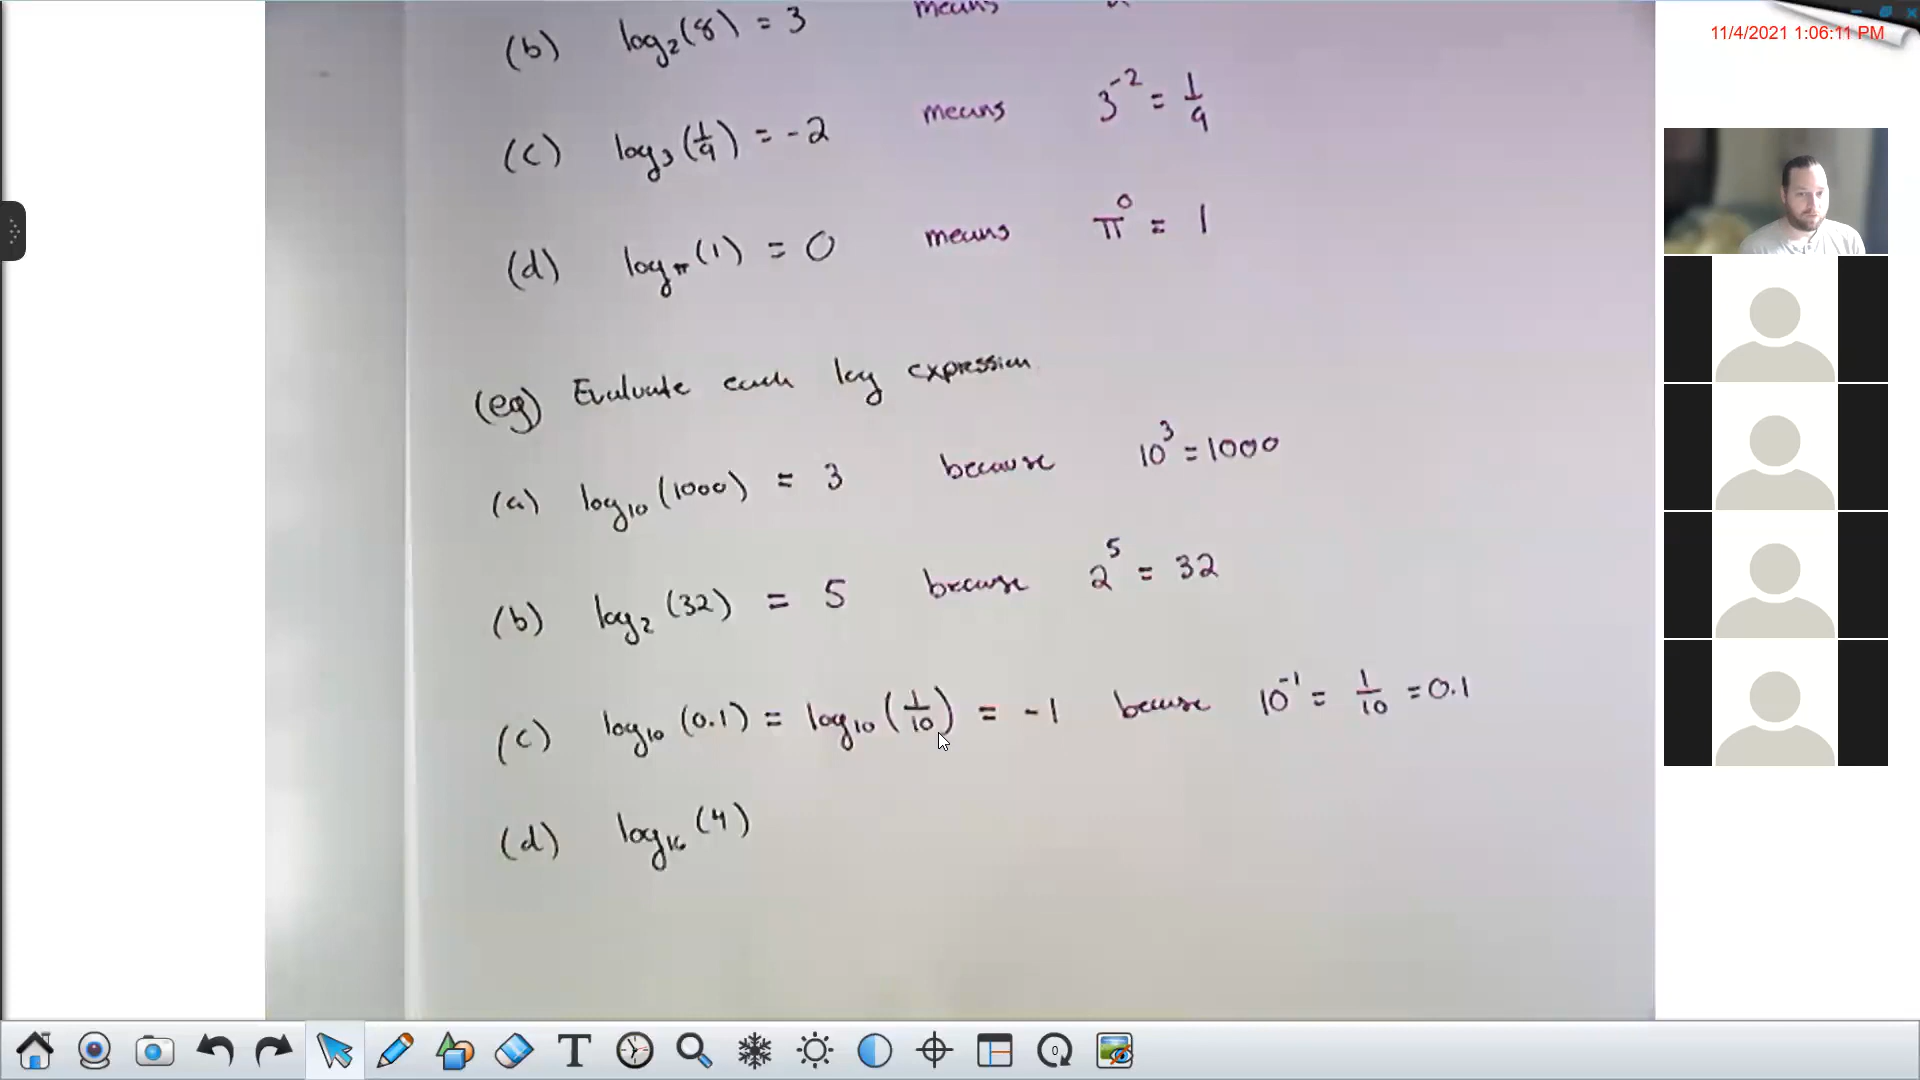 11/4/2021 1:06:11 PM
(b) log₂(8) = 3 means
(c) log₃(1/9) = -2 means 3⁻² = 1/9
(d) log_π(1) = 0 means π⁰ = 1
(eg) Evaluate each log expression
(a) log₁₀(1000) = 3 because 10³ = 1000
(b) log₂(32) = 5 because 2⁵ = 32
(c) log₁₀(0.1) = log₁₀(1/10) = -1 because 10⁻¹ = 1/10 = 0.1
(d) log₁₆(4)
T
0